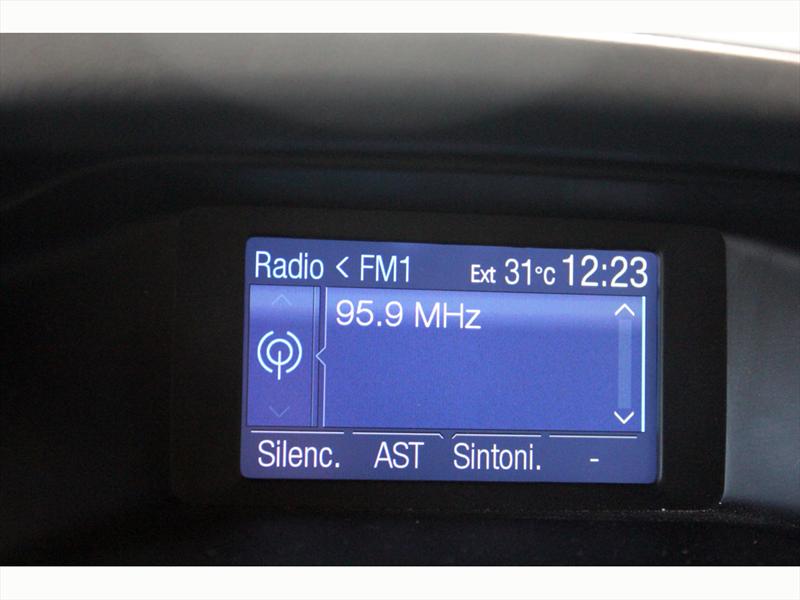 Radio < FM1 Ext 31°C 12:23
95.9 MHz
Silenc. AST Sintoni. -